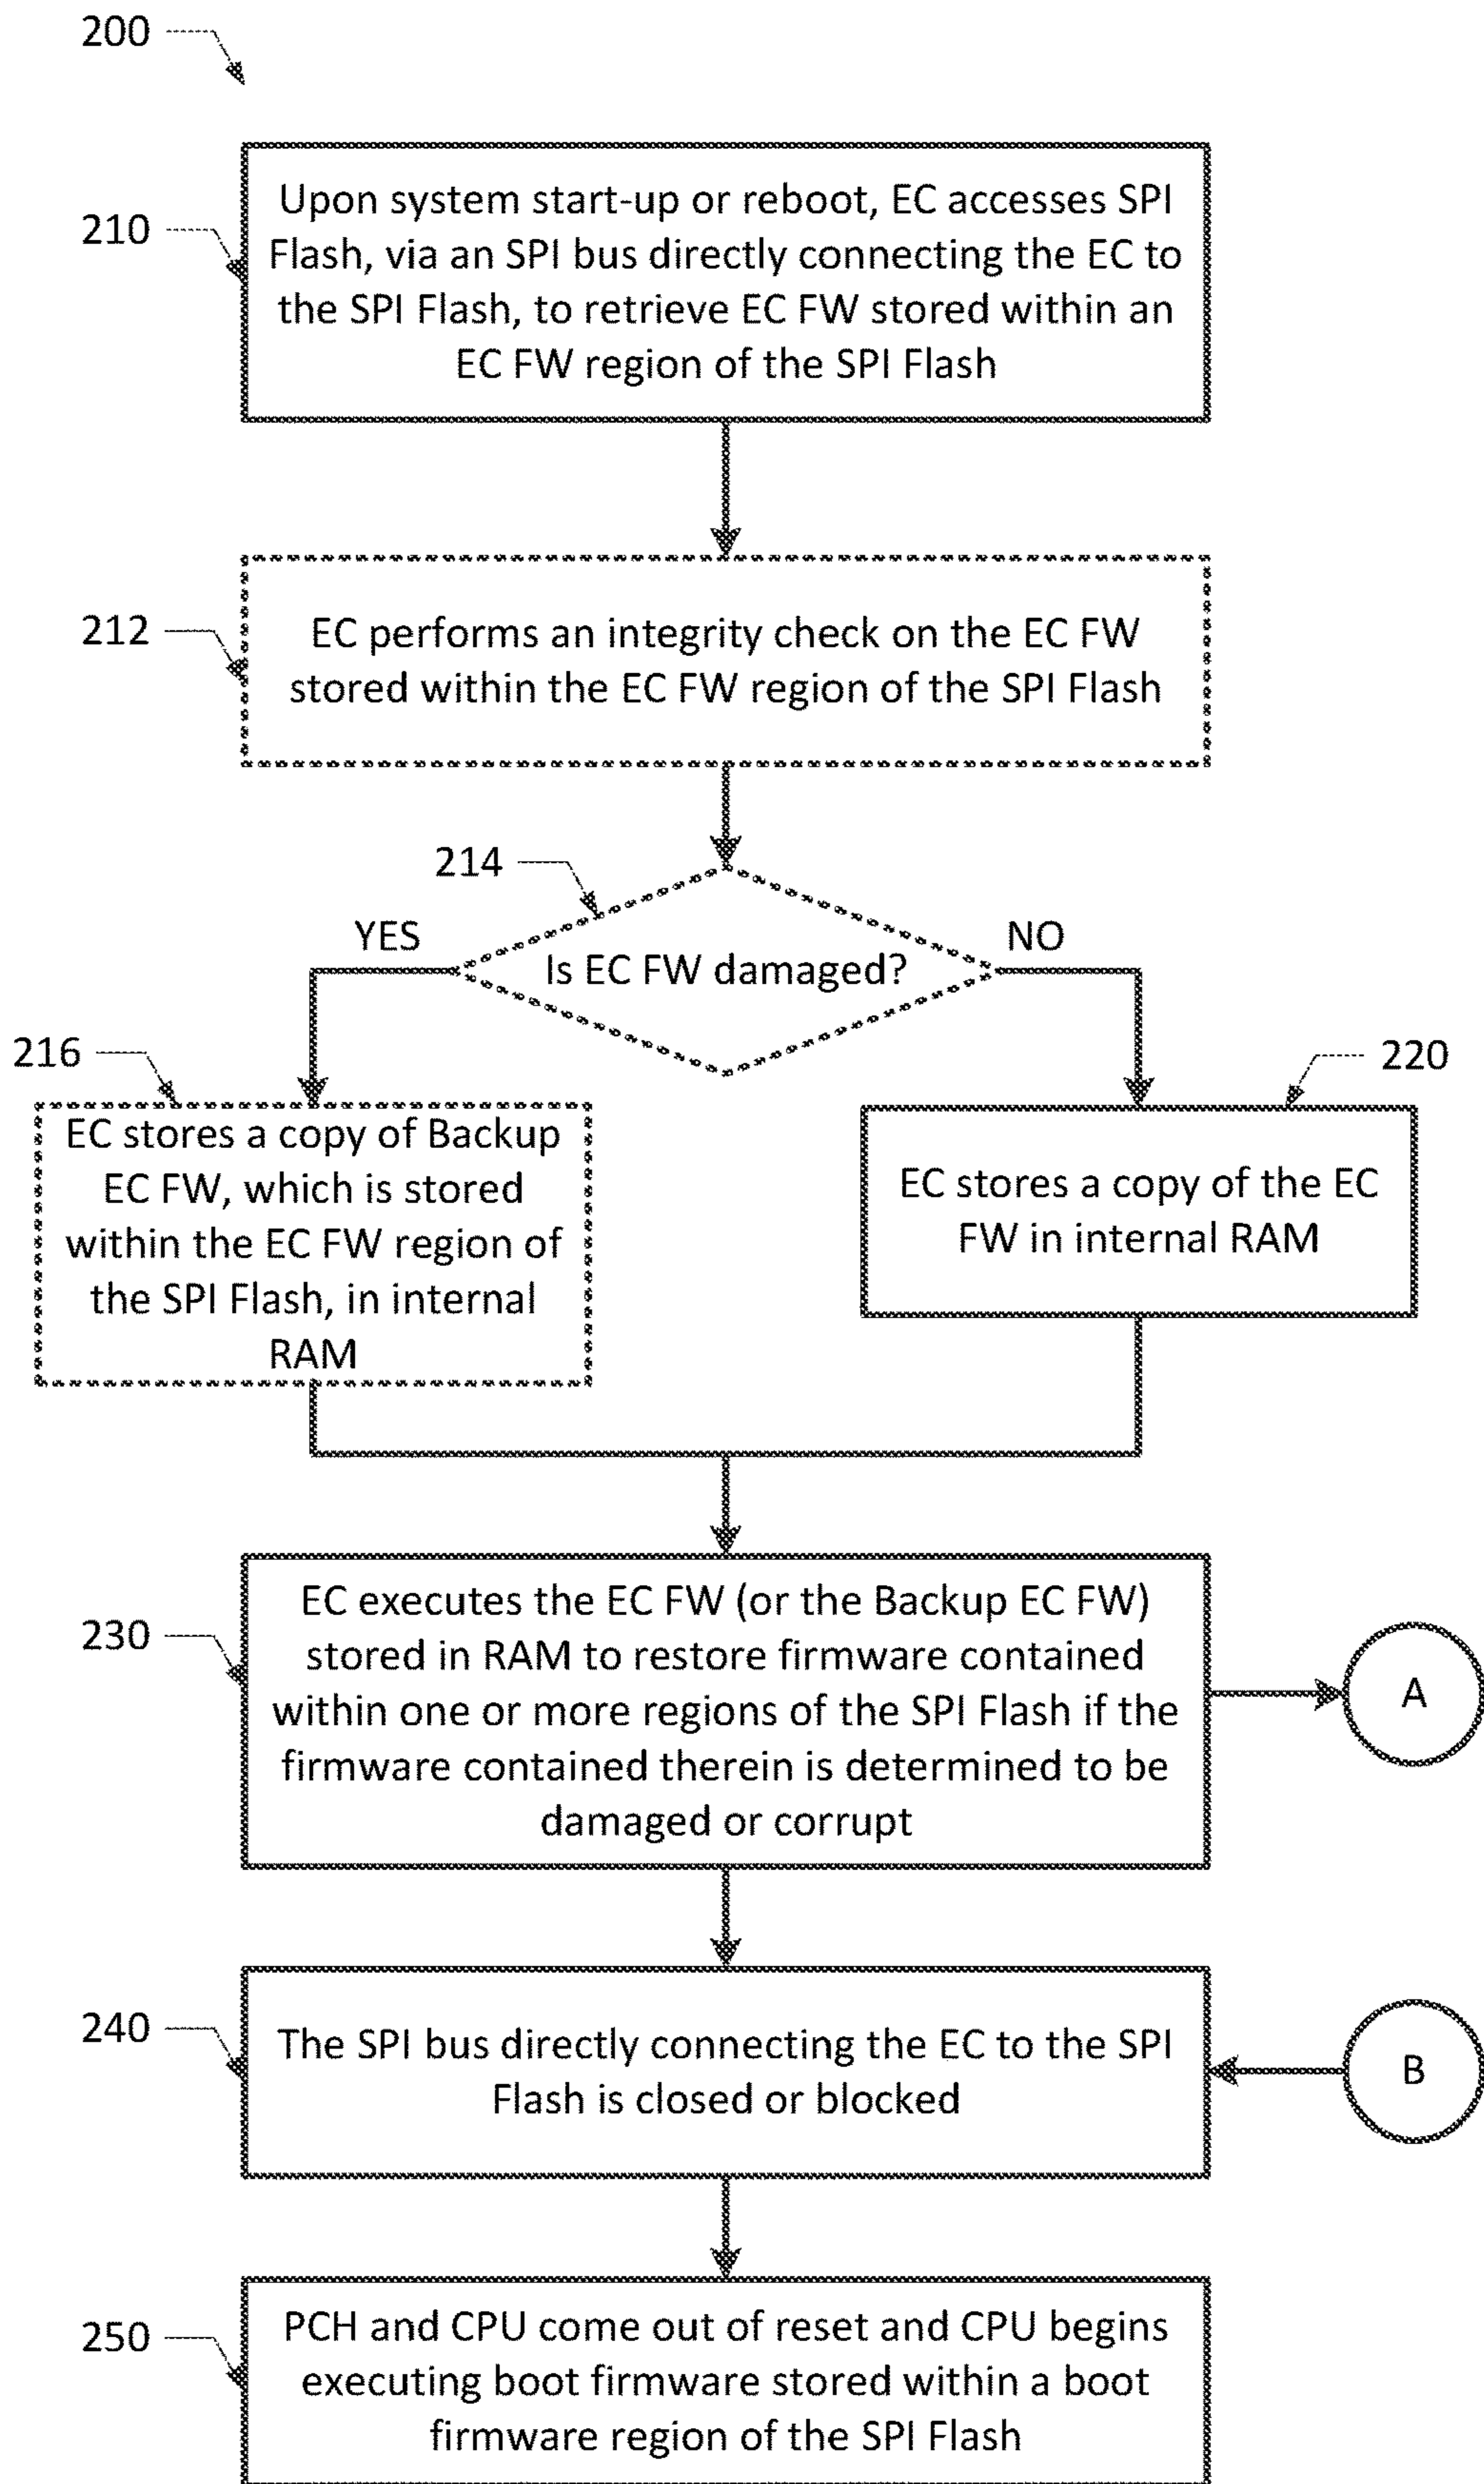 200
210
Upon system start-up or reboot, EC accesses SPI
Flash, via an SPI bus directly connecting the EC to
the SPI Flash, to retrieve EC FW stored within an
EC FW region of the SPI Flash
212
EC performs an integrity check on the EC FW
stored within the EC FW region of the SPI Flash
214
YES
Is EC FW damaged?
NO
216
EC stores a copy of Backup
EC FW, which is stored
within the EC FW region of
the SPI Flash, in internal
RAM
220
EC stores a copy of the EC
FW in internal RAM
230
EC executes the EC FW (or the Backup EC FW)
stored in RAM to restore firmware contained
within one or more regions of the SPI Flash if the
firmware contained therein is determined to be
damaged or corrupt
A
240
The SPI bus directly connecting the EC to the SPI
Flash is closed or blocked
B
250
PCH and CPU come out of reset and CPU begins
executing boot firmware stored within a boot
firmware region of the SPI Flash